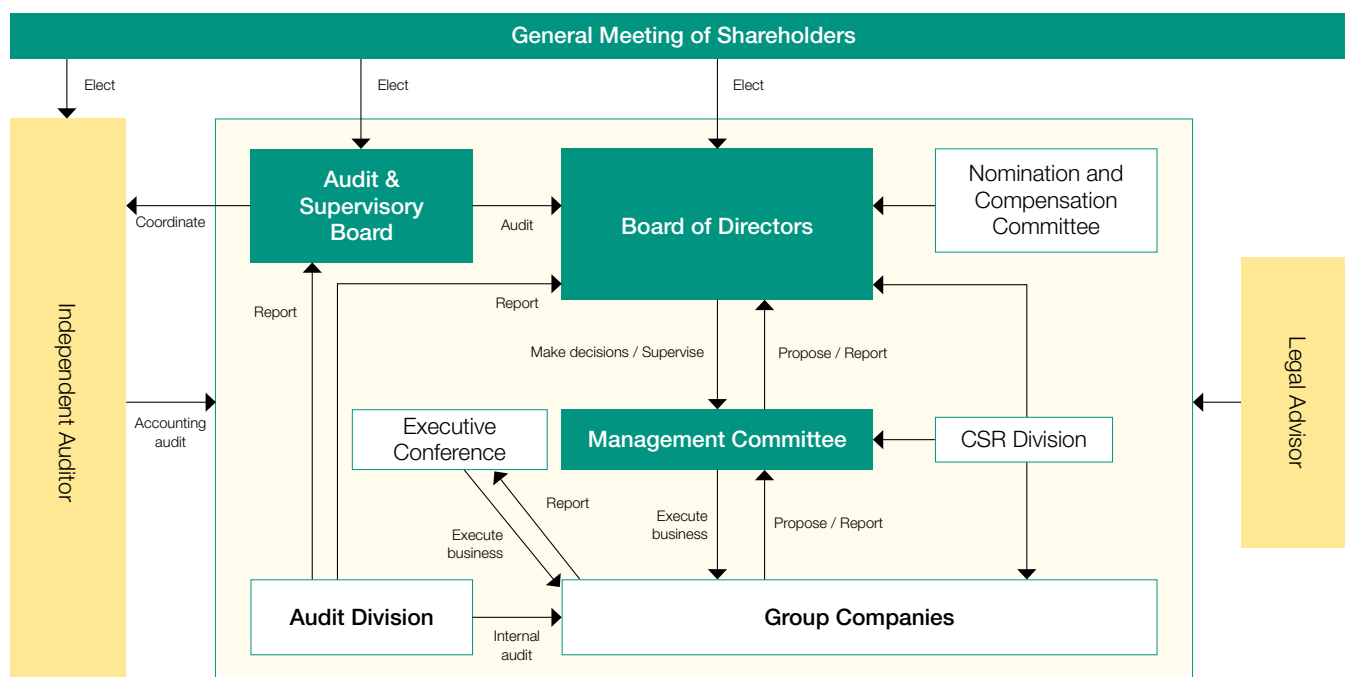 General Meeting of Shareholders
Elect
Elect
Elect
Audit &
Supervisory
Board
Board of Directors
Nomination and
Compensation
Committee
Coordinate
Audit
Independent Auditor
Legal Advisor
Report
Report
Make decisions / Supervise
Propose / Report
Accounting
audit
Executive
Conference
Management Committee
CSR Division
Report
Execute
business
Execute
business
Propose / Report
Audit Division
Internal
audit
Group Companies